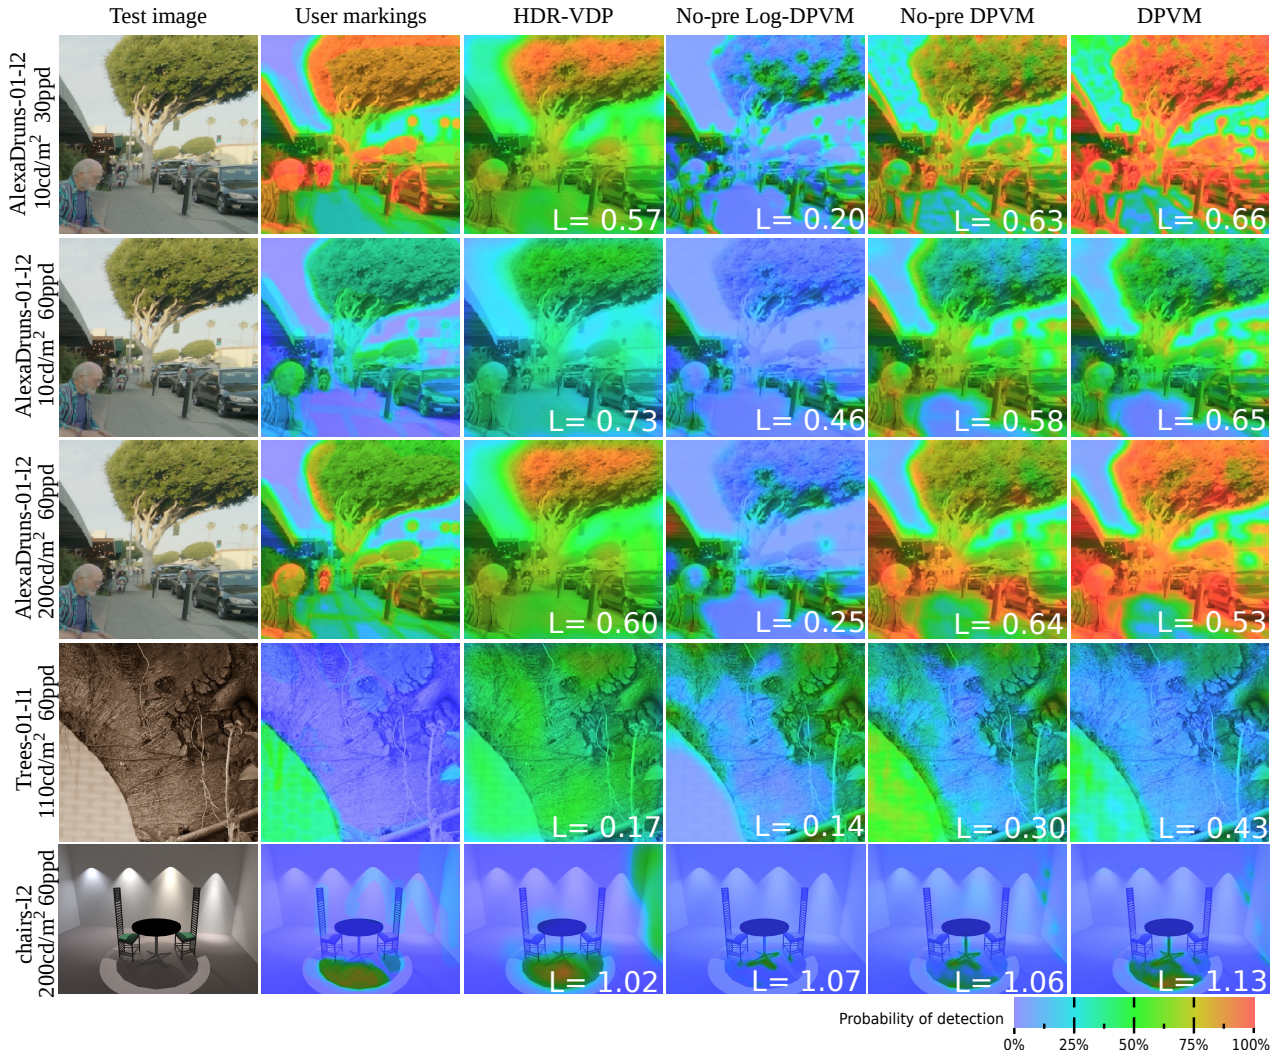 Test image User markings HDR-VDP No-pre Log-DPVM No-pre DPVM DPVM
AlexaDruns-01-l2
10cd/m² 30ppd
L= 0.57 L= 0.20 L= 0.63 L= 0.66
AlexaDruns-01-l2
10cd/m² 60ppd
L= 0.73 L= 0.46 L= 0.58 L= 0.65
AlexaDruns-01-l2
200cd/m² 60ppd
L= 0.60 L= 0.25 L= 0.64 L= 0.53
Trees-01-l1
110cd/m² 60ppd
L= 0.17 L= 0.14 L= 0.30 L= 0.43
chairs-l2
200cd/m² 60ppd
L= 1.02 L= 1.07 L= 1.06 L= 1.13
Probability of detection
0% 25% 50% 75% 100%